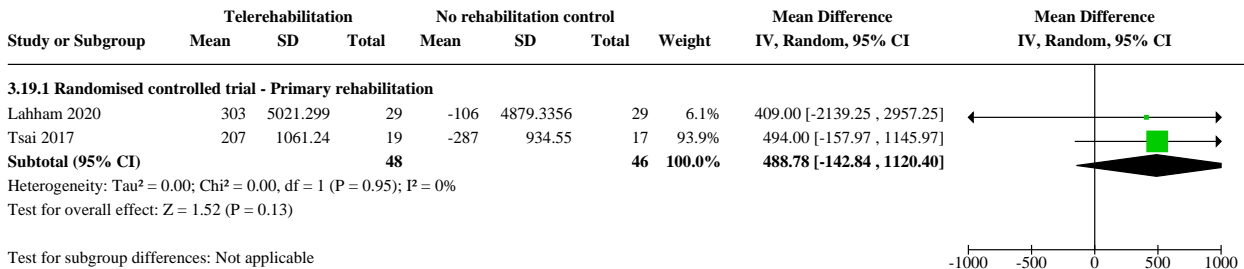 Telerehabilitation No rehabilitation control Mean Difference Mean Difference
Study or Subgroup Mean SD Total Mean SD Total Weight IV, Random, 95% CI IV, Random, 95% CI
3.19.1 Randomised controlled trial - Primary rehabilitation
Lahham 2020 303 5021.299 29 -106 4879.3356 29 6.1% 409.00 [-2139.25 , 2957.25]
Tsai 2017 207 1061.24 19 -287 934.55 17 93.9% 494.00 [-157.97 , 1145.97]
Subtotal (95% CI) 48 46 100.0% 488.78 [-142.84 , 1120.40]
Heterogeneity: Tau² = 0.00; Chi² = 0.00, df = 1 (P = 0.95); I² = 0%
Test for overall effect: Z = 1.52 (P = 0.13)
Test for subgroup differences: Not applicable
-1000 -500 0 500 1000